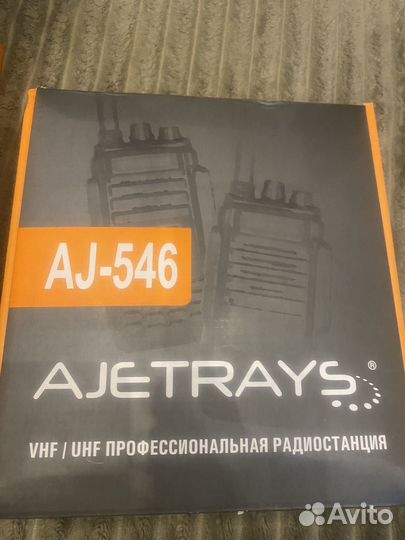 AJ-546
AJETRAYS®
VHF / UHF ПРОФЕССИОНАЛЬНАЯ РАДИОСТАНЦИЯ
Avito